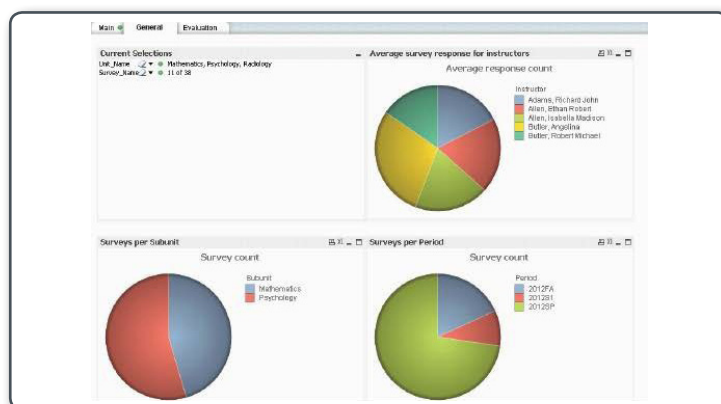 Main General Evaluation
Current Selections
Unit_Name Mathematics, Psychology, Radiology
Survey_Name 11 of 38
Average survey response for instructors
Average response count
Instructor
Adams, Richard John
Allen, Ethan Robert
Allen, Isabella Madison
Butler, Angelina
Butler, Robert Michael
Surveys per Subunit
Survey count
Subunit
Mathematics
Psychology
Surveys per Period
Survey count
Period
2012FA
2012S1
2012SP